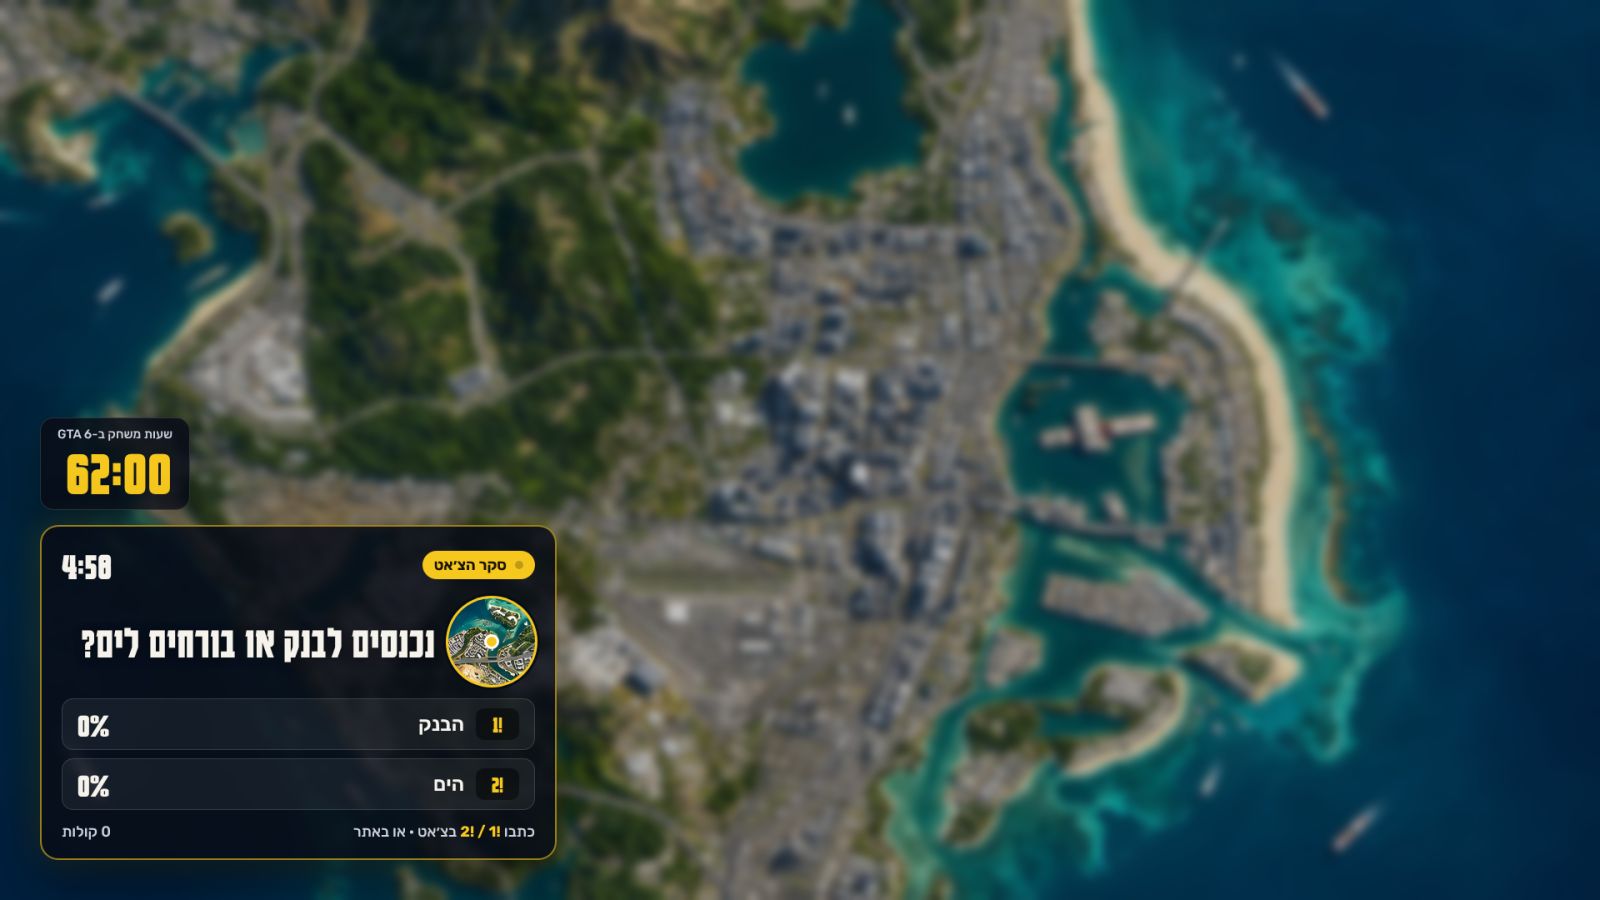 שעות משחק ב-GTA 6
62:00
סקר הצ׳אט
4:58
נכנסים לבנק או בורחים לים?
!1 הבנק 0%
!2 הים 0%
כתבו !1 / !2 בצ׳אט • או באתר
0 קולות